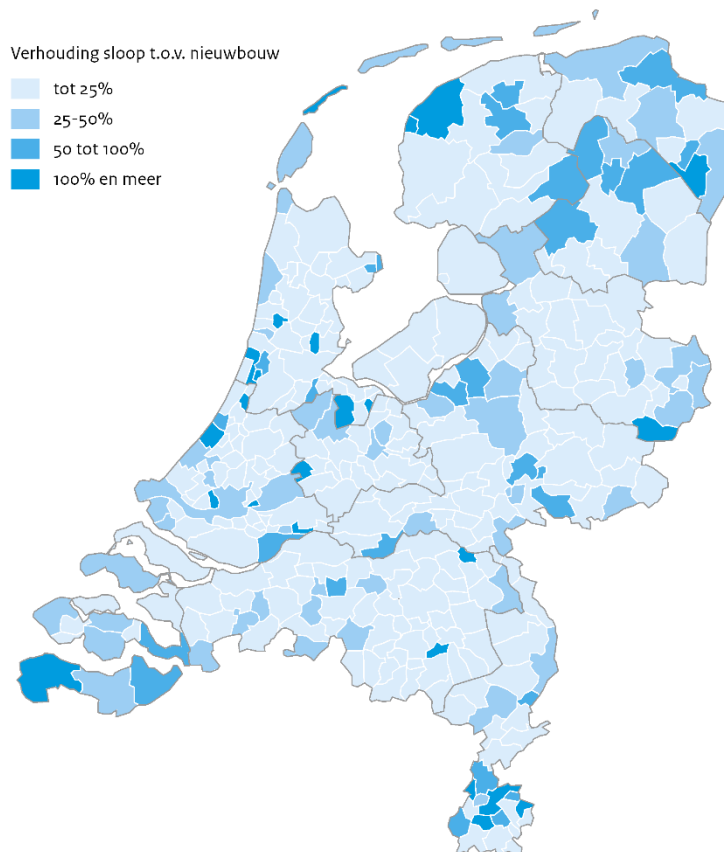 Verhouding sloop t.o.v. nieuwbouw
tot 25%
25-50%
50 tot 100%
100% en meer